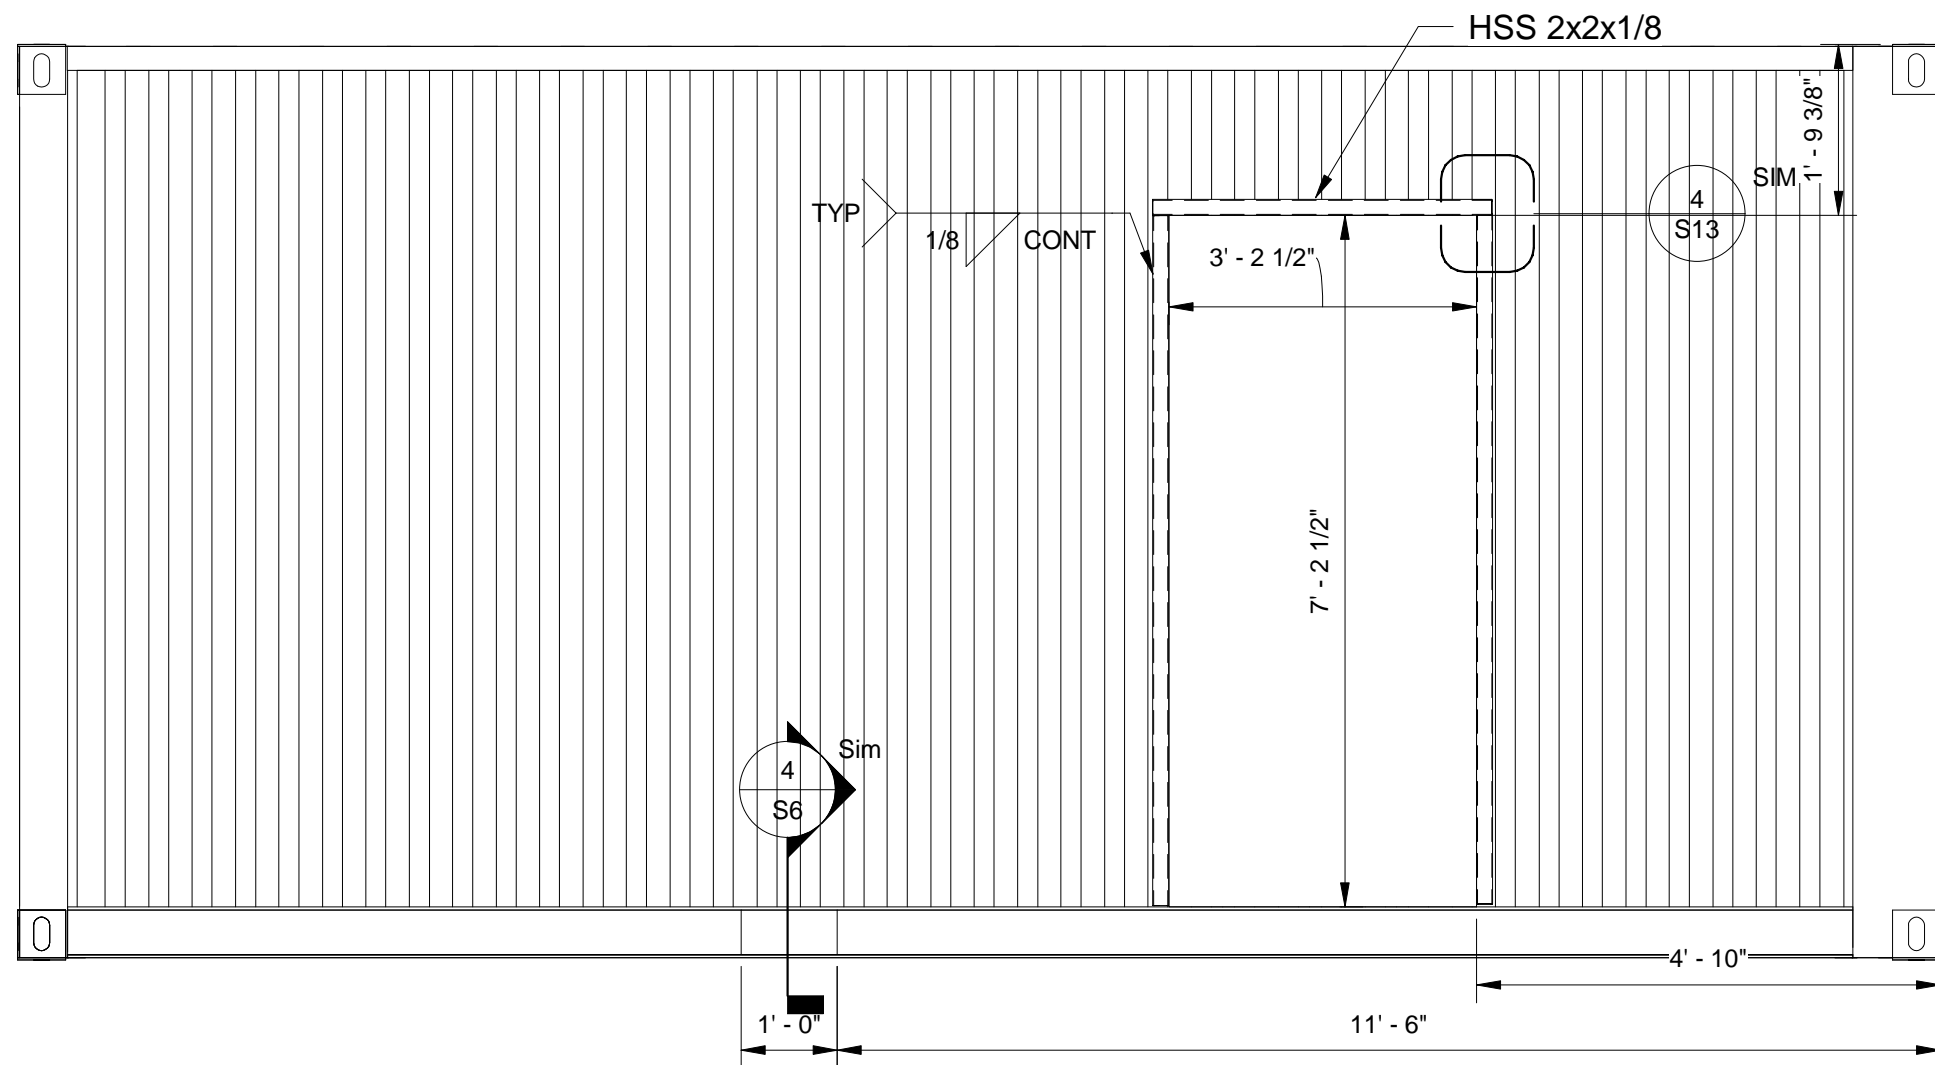 HSS 2x2x1/8
1' - 9 3/8"
SIM
4
S13
TYP
1/8
CONT
3' - 2 1/2"
7' - 2 1/2"
Sim
4
S6
4' - 10"
1' - 0"
11' - 6"